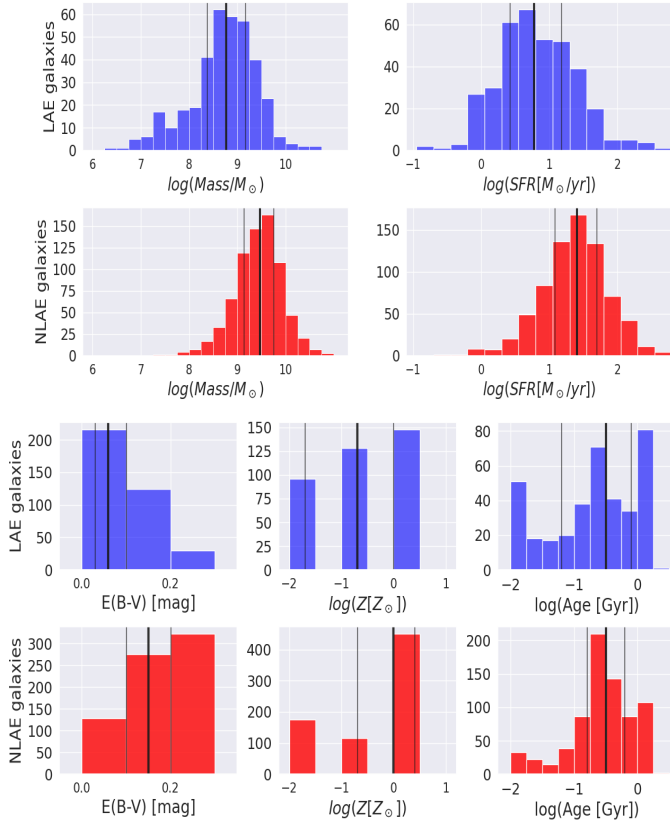 60
50
40
30
20
10
0
LAE galaxies
6 7 8 9 10
log(Mass/M⊙)
60
40
20
0
−1 0 1 2
log(SFR[M⊙/yr])
150
125
100
75
50
25
0
NLAE galaxies
6 7 8 9 10
log(Mass/M⊙)
150
100
50
0
−1 0 1 2
log(SFR[M⊙/yr])
200
150
100
50
0
LAE galaxies
0.0 0.2
E(B-V) [mag]
150
125
100
75
50
25
0
−2 −1 0 1
log(Z[Z⊙])
80
60
40
20
0
−2 −1 0
log(Age [Gyr])
300
250
200
150
100
50
0
NLAE galaxies
0.0 0.2
E(B-V) [mag]
400
300
200
100
0
−2 −1 0 1
log(Z[Z⊙])
200
150
100
50
0
−2 −1 0
log(Age [Gyr])